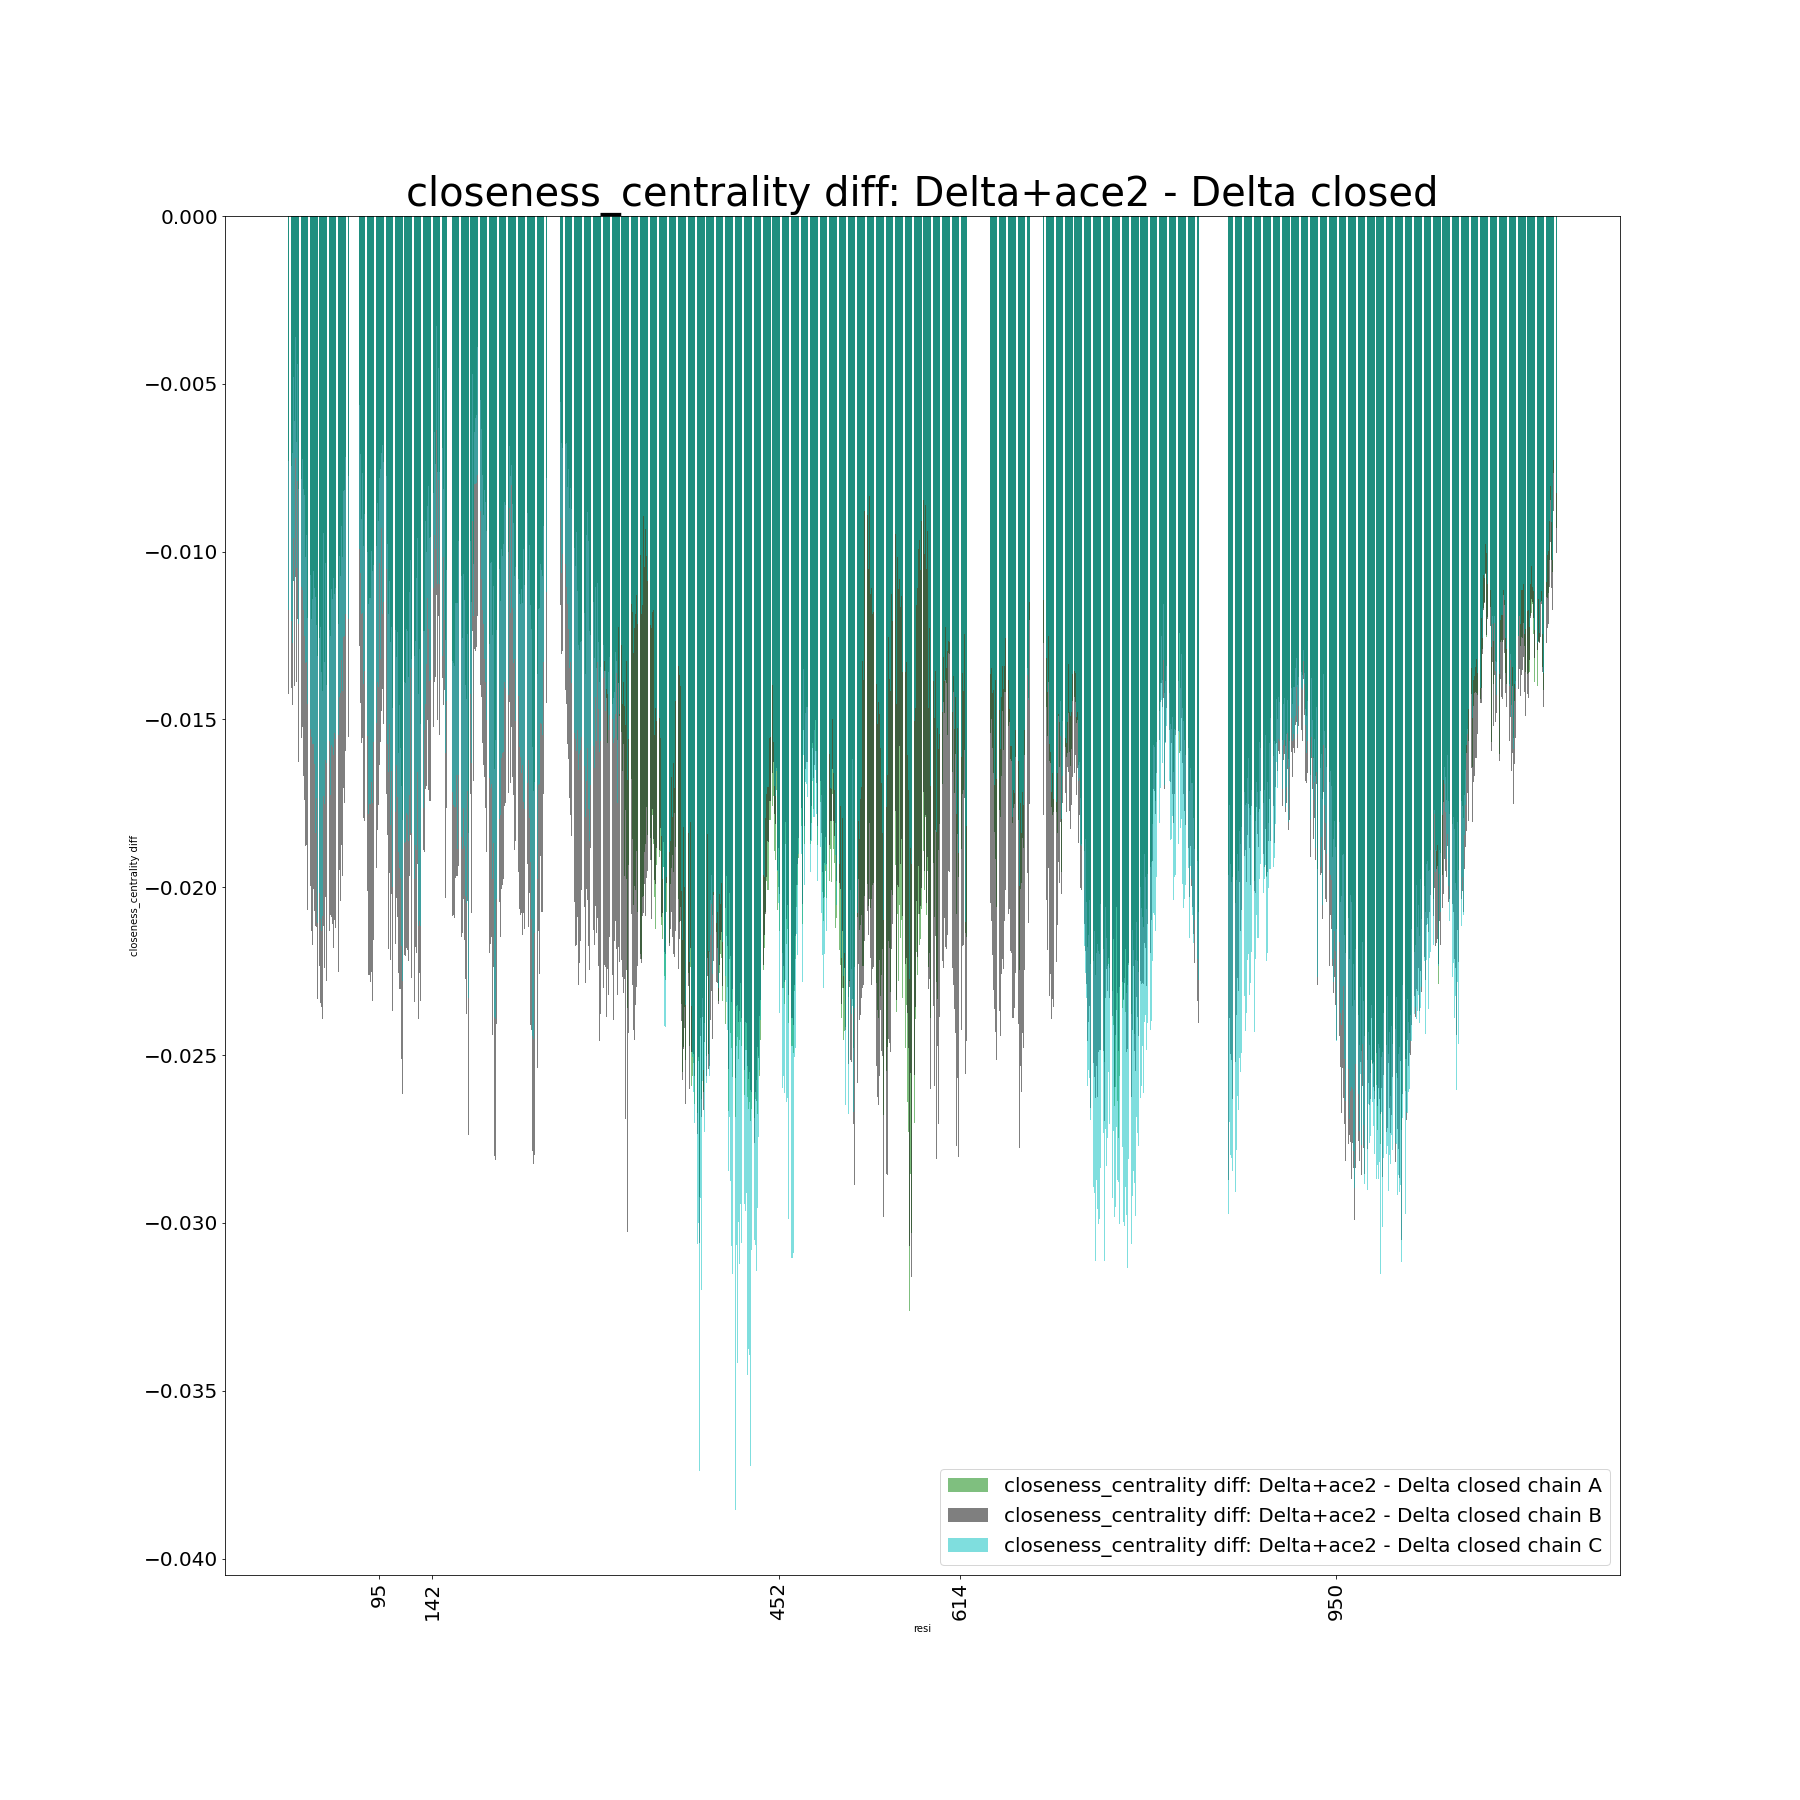 closeness_centrality diff: Delta+ace2 - Delta closed
0.000
−0.005
−0.010
−0.015
−0.020
−0.025
−0.030
−0.035
−0.040
closeness_centrality diff
closeness_centrality diff: Delta+ace2 - Delta closed chain A
closeness_centrality diff: Delta+ace2 - Delta closed chain B
closeness_centrality diff: Delta+ace2 - Delta closed chain C
95
142
452
614
950
resi